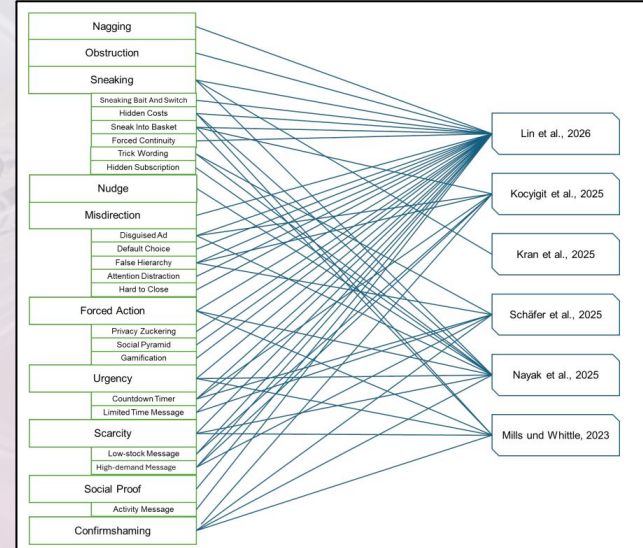 Nagging
Obstruction
Sneaking
Sneaking Bait And Switch
Hidden Costs
Sneak Into Basket
Forced Continuity
Trick Wording
Hidden Subscription
Nudge
Misdirection
Disguised Ad
Default Choice
False Hierarchy
Attention Distraction
Hard to Close
Forced Action
Privacy Zuckering
Social Pyramid
Gamification
Urgency
Countdown Timer
Limited Time Message
Scarcity
Low-stock Message
High-demand Message
Social Proof
Activity Message
Confirmshaming
Lin et al., 2026
Kocyigit et al., 2025
Kran et al., 2025
Schäfer et al., 2025
Nayak et al., 2025
Mills und Whittle, 2023